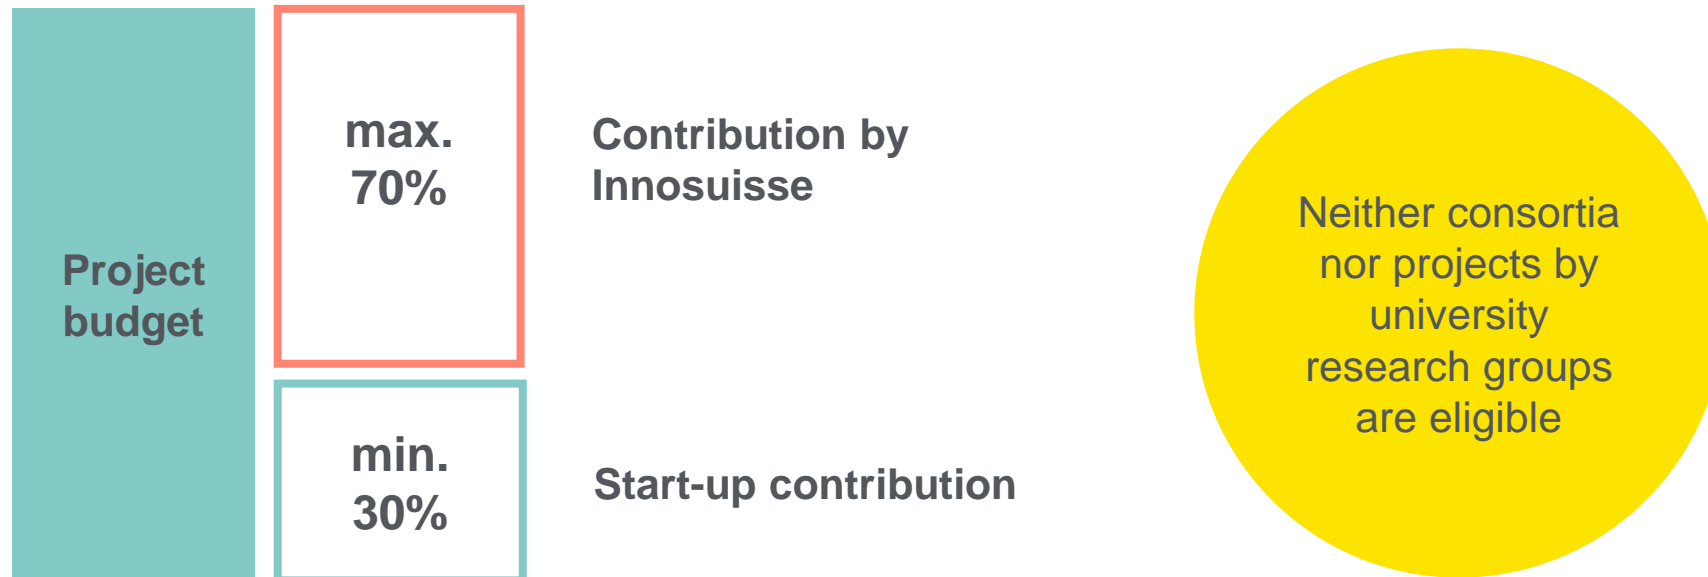 Project
budget
max.
70%
Contribution by
Innosuisse
min.
30%
Start-up contribution
Neither consortia
nor projects by
university
research groups
are eligible